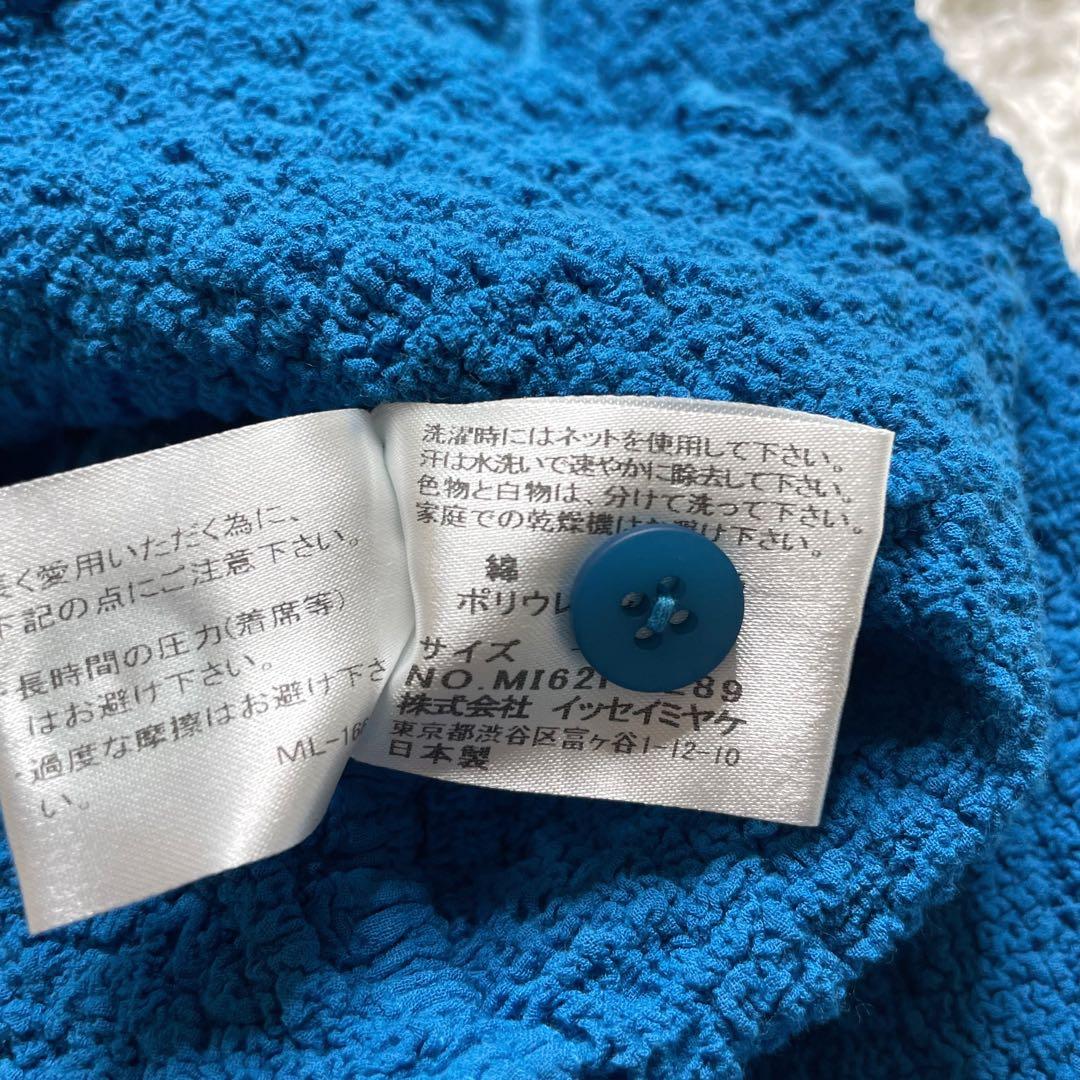 長く愛用いただく為に、
下記の点にご注意下さい。
長時間の圧力(着席等)
はお避け下さい。
過度な摩擦はお避け下さ
い。
ML-16
洗濯時にはネットを使用して下さい。
汗は水洗いで速やかに除去して下さい。
色物と白物は、分けて洗って下さい。
家庭での乾燥機はお避け下さい。
綿
ポリウレ
サイズ
NO.MI62 289
株式会社 イッセイミヤケ
東京都渋谷区富ヶ谷1-12-10
日本製